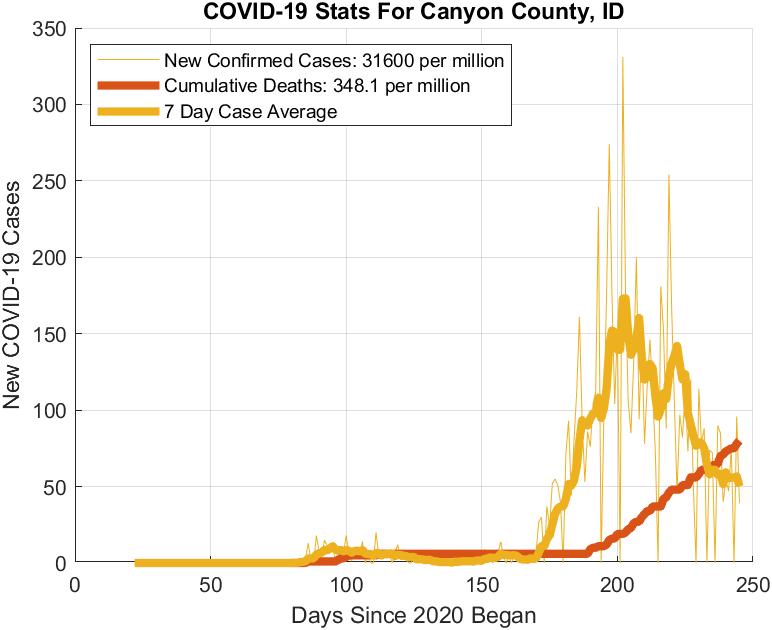 COVID-19 Stats For Canyon County, ID
350
300
250
200
150
100
50
0
New COVID-19 Cases
New Confirmed Cases: 31600 per million
Cumulative Deaths: 348.1 per million
7 Day Case Average
0 50 100 150 200 250
Days Since 2020 Began